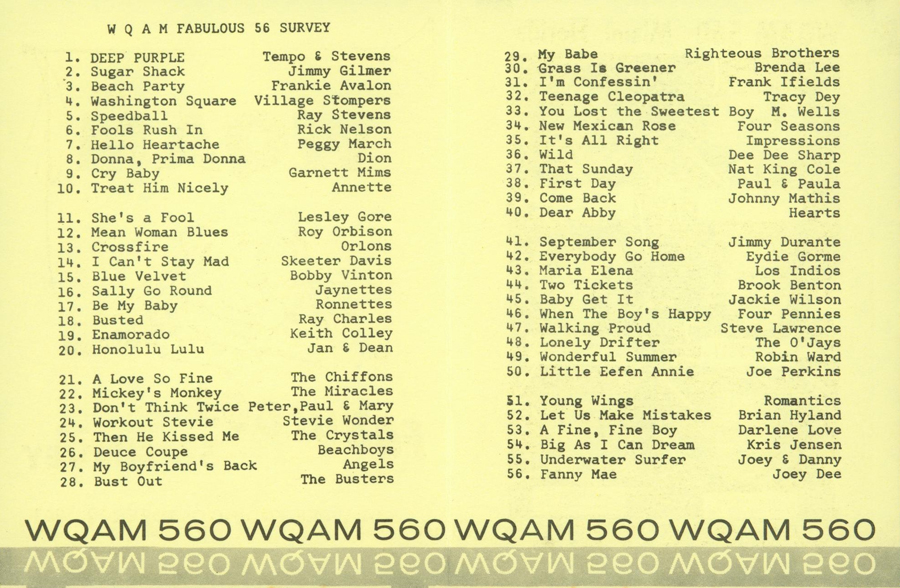 W Q A M FABULOUS 56 SURVEY
1. DEEP PURPLE Tempo & Stevens
2. Sugar Shack Jimmy Gilmer
3. Beach Party Frankie Avalon
4. Washington Square Village Stompers
5. Speedball Ray Stevens
6. Fools Rush In Rick Nelson
7. Hello Heartache Peggy March
8. Donna, Prima Donna Dion
9. Cry Baby Garnett Mims
10. Treat Him Nicely Annette
11. She's a Fool Lesley Gore
12. Mean Woman Blues Roy Orbison
13. Crossfire Orlons
14. I Can't Stay Mad Skeeter Davis
15. Blue Velvet Bobby Vinton
16. Sally Go Round Jaynettes
17. Be My Baby Ronnettes
18. Busted Ray Charles
19. Enamorado Keith Colley
20. Honolulu Lulu Jan & Dean
21. A Love So Fine The Chiffons
22. Mickey's Monkey The Miracles
23. Don't Think Twice Peter,Paul & Mary
24. Workout Stevie Stevie Wonder
25. Then He Kissed Me The Crystals
26. Deuce Coupe Beachboys
27. My Boyfriend's Back Angels
28. Bust Out The Busters
29. My Babe Righteous Brothers
30. Grass Is Greener Brenda Lee
31. I'm Confessin' Frank Ifields
32. Teenage Cleopatra Tracy Dey
33. You Lost the Sweetest Boy M. Wells
34. New Mexican Rose Four Seasons
35. It's All Right Impressions
36. Wild Dee Dee Sharp
37. That Sunday Nat King Cole
38. First Day Paul & Paula
39. Come Back Johnny Mathis
40. Dear Abby Hearts
41. September Song Jimmy Durante
42. Everybody Go Home Eydie Gorme
43. Maria Elena Los Indios
44. Two Tickets Brook Benton
45. Baby Get It Jackie Wilson
46. When The Boy's Happy Four Pennies
47. Walking Proud Steve Lawrence
48. Lonely Drifter The O'Jays
49. Wonderful Summer Robin Ward
50. Little Eefen Annie Joe Perkins
51. Young Wings Romantics
52. Let Us Make Mistakes Brian Hyland
53. A Fine, Fine Boy Darlene Love
54. Big As I Can Dream Kris Jensen
55. Underwater Surfer Joey & Danny
56. Fanny Mae Joey Dee
WQAM 560 WQAM 560 WQAM 560 WQAM 560
WQAM 560 WQAM 560 WQAM 560 WQAM 560